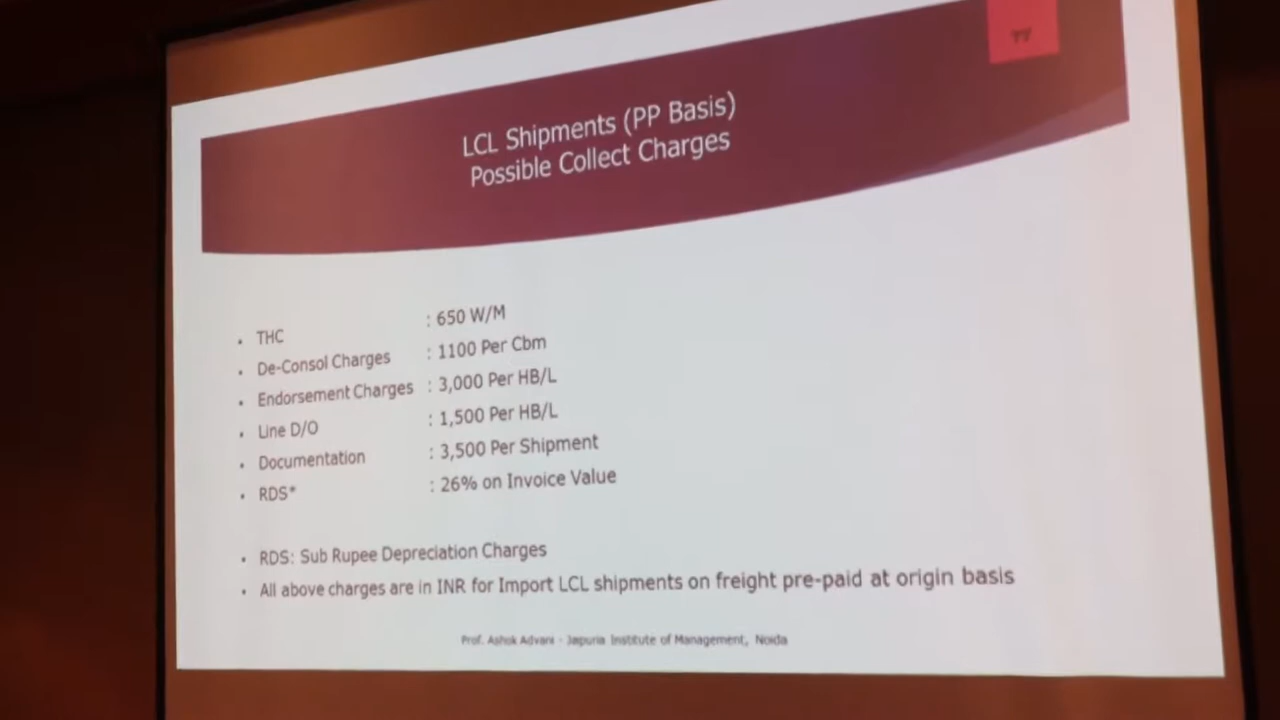 LCL Shipments (PP Basis)
Possible Collect Charges
• THC : 650 W/M
• De-Consol Charges : 1100 Per Cbm
• Endorsement Charges : 3,000 Per HB/L
• Line D/O : 1,500 Per HB/L
• Documentation : 3,500 Per Shipment
• RDS* : 26% on Invoice Value
• RDS: Sub Rupee Depreciation Charges
• All above charges are in INR for Import LCL shipments on freight pre-paid at origin basis
Prof. Ashok Advani - Jaipuria Institute of Management, Noida